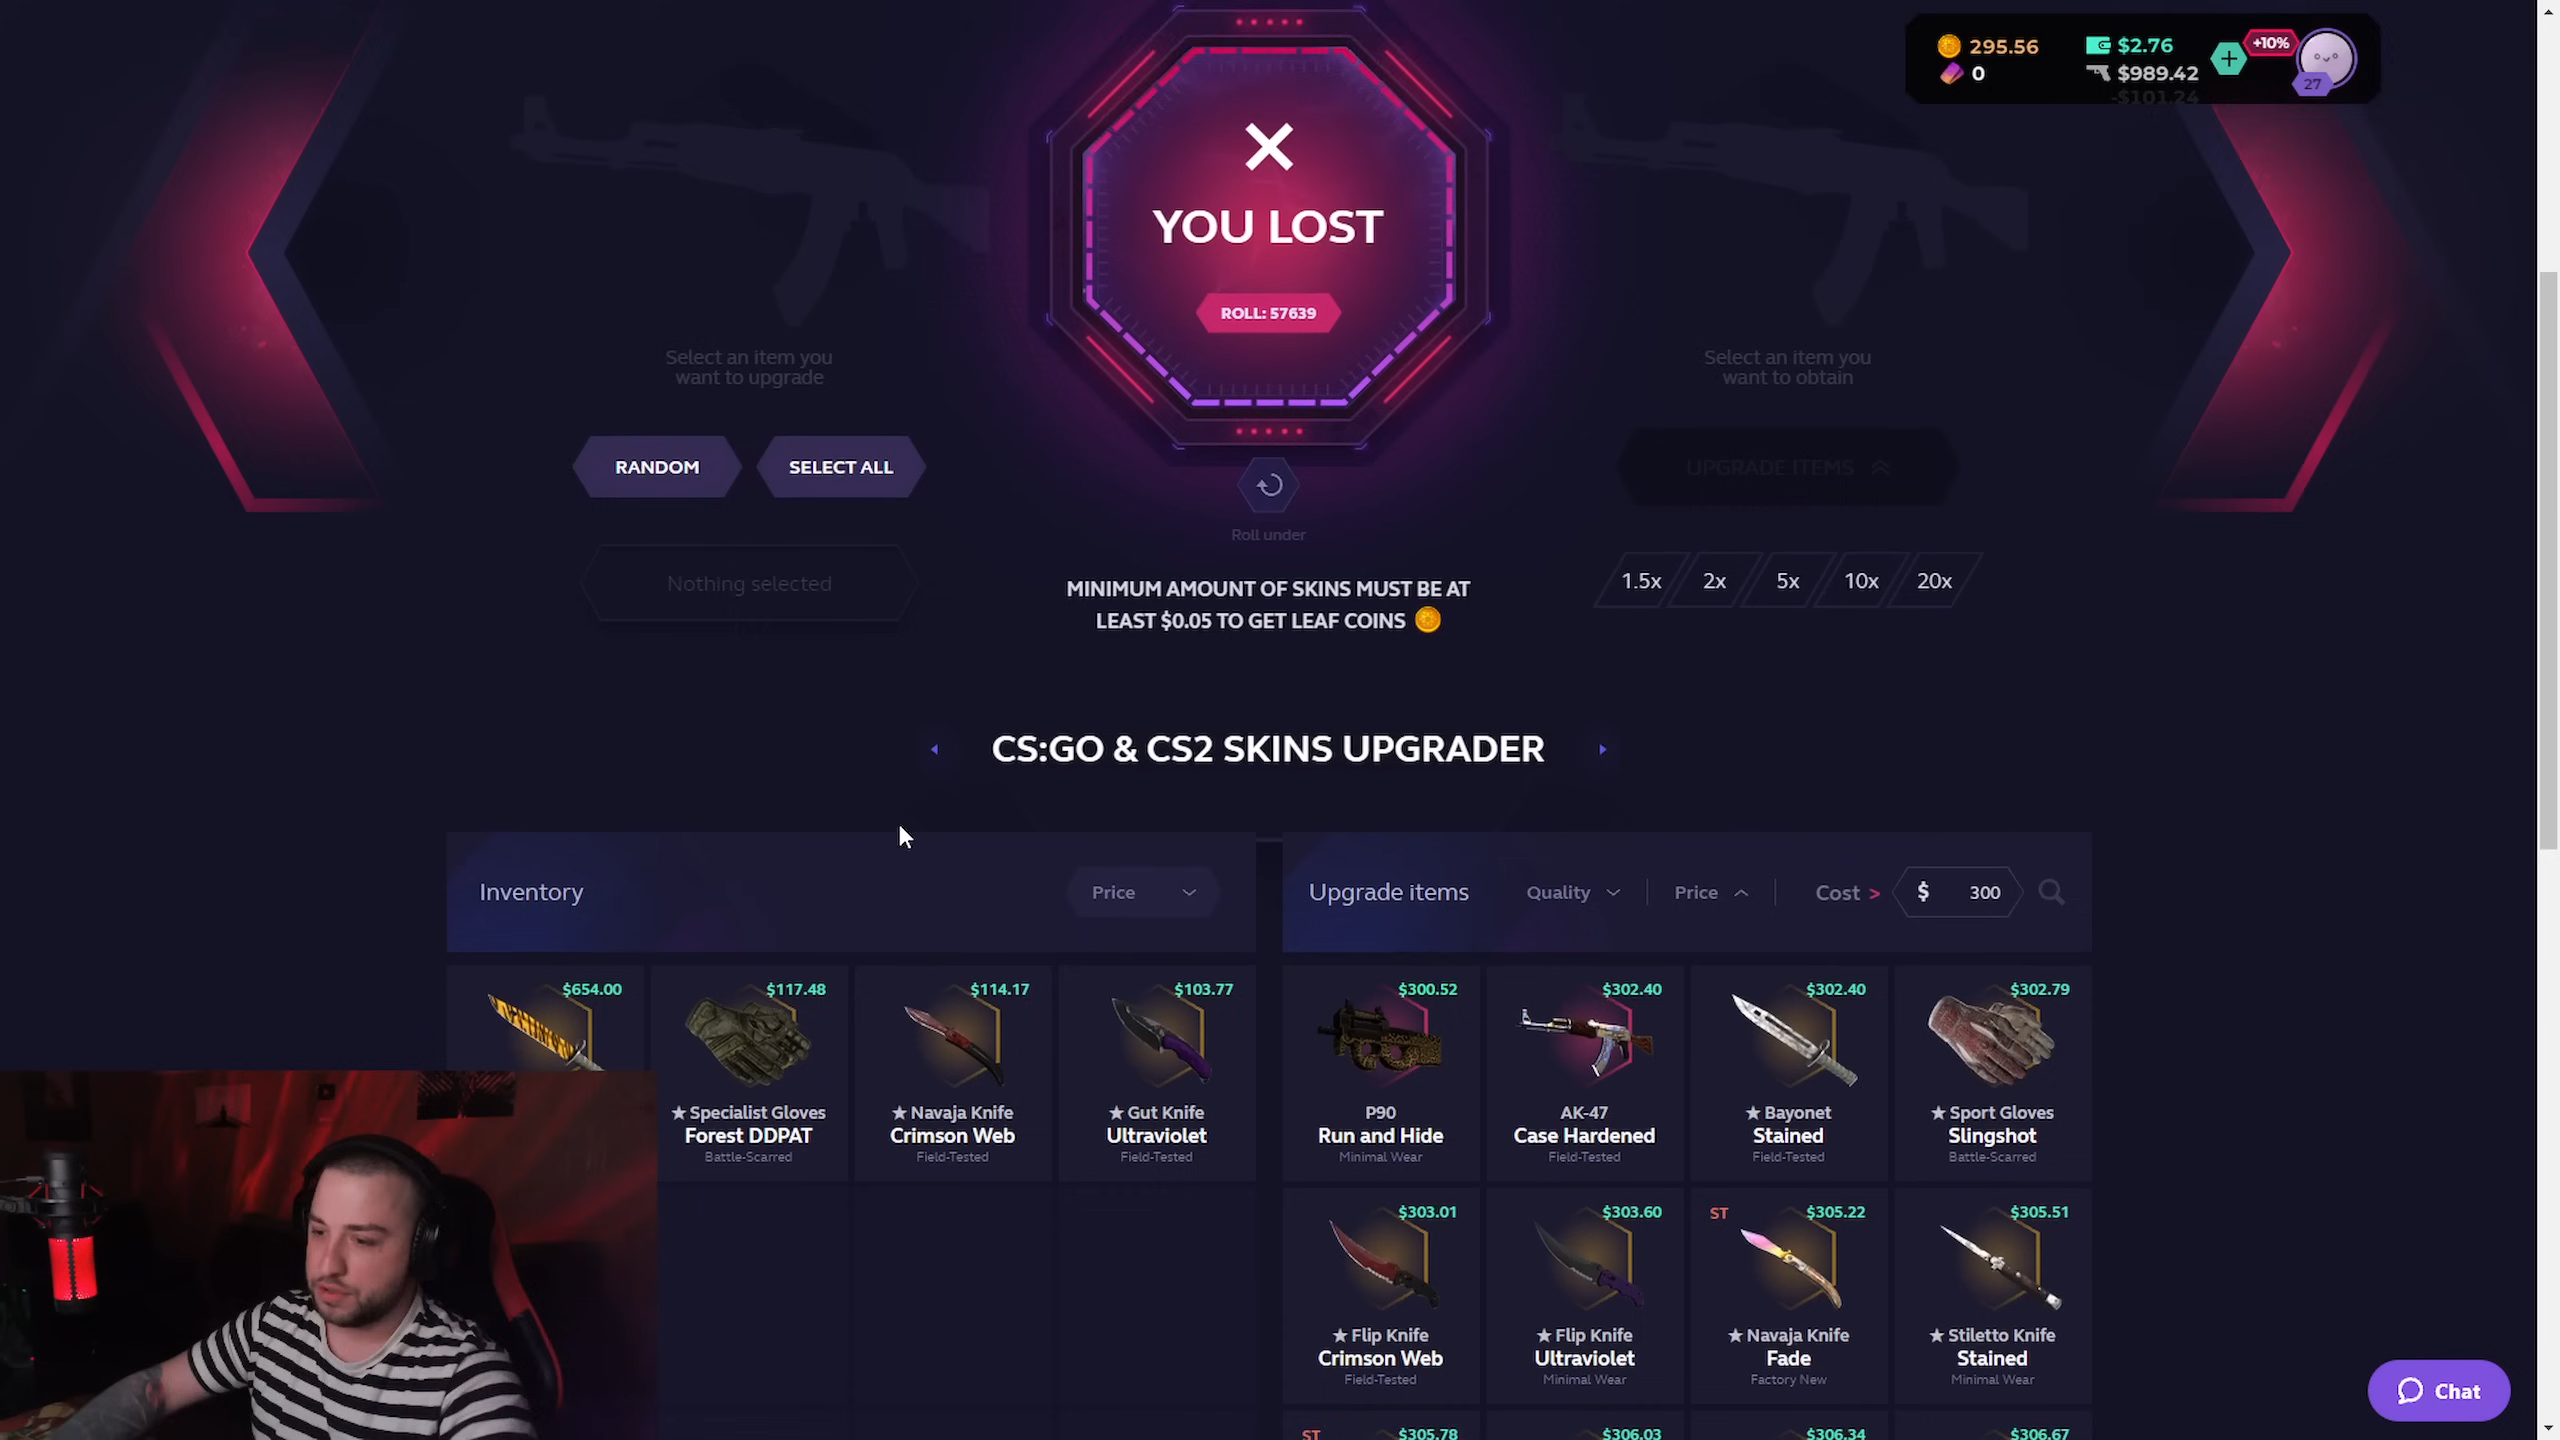 295.56
$2.76
+10%
0
$989.42
-$101.24
27
YOU LOST
ROLL: 57639
Select an item you
want to upgrade
Select an item you
want to obtain
RANDOM
SELECT ALL
UPGRADE ITEMS
Roll under
Nothing selected
MINIMUM AMOUNT OF SKINS MUST BE AT
LEAST $0.05 TO GET LEAF COINS
1.5x 2x 5x 10x 20x
CS:GO & CS2 SKINS UPGRADER
Inventory
Price
Upgrade items
Quality
Price
Cost >
$ 300
$654.00
$117.48
★ Specialist Gloves
Forest DDPAT
Battle-Scarred
$114.17
★ Navaja Knife
Crimson Web
Field-Tested
$103.77
★ Gut Knife
Ultraviolet
Field-Tested
$300.52
P90
Run and Hide
Minimal Wear
$302.40
AK-47
Case Hardened
Field-Tested
$302.40
★ Bayonet
Stained
Field-Tested
$302.79
★ Sport Gloves
Slingshot
Battle-Scarred
$303.01
★ Flip Knife
Crimson Web
Field-Tested
$303.60
★ Flip Knife
Ultraviolet
Minimal Wear
ST
$305.22
★ Navaja Knife
Fade
Factory New
$305.51
★ Stiletto Knife
Stained
Minimal Wear
ST
$305.78
$306.03
$306.34
$306.67
Chat